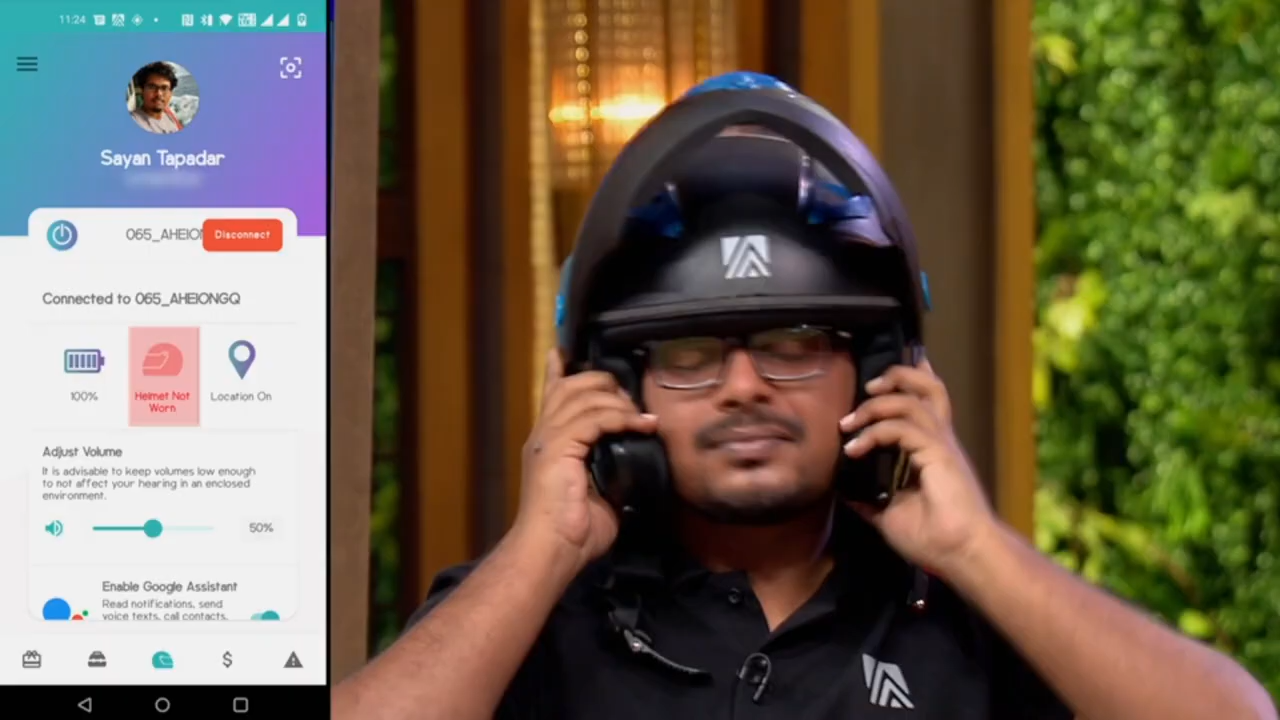 11:24
Sayan Tapadar
065_AHEIO
Disconnect
Connected to 065_AHEIONGQ
100%
Helmet Not
Worn
Location On
Adjust Volume
It is advisable to keep volumes low enough
to not affect your hearing in an enclosed
environment.
50%
Enable Google Assistant
Read notifications, send
voice texts, call contacts,